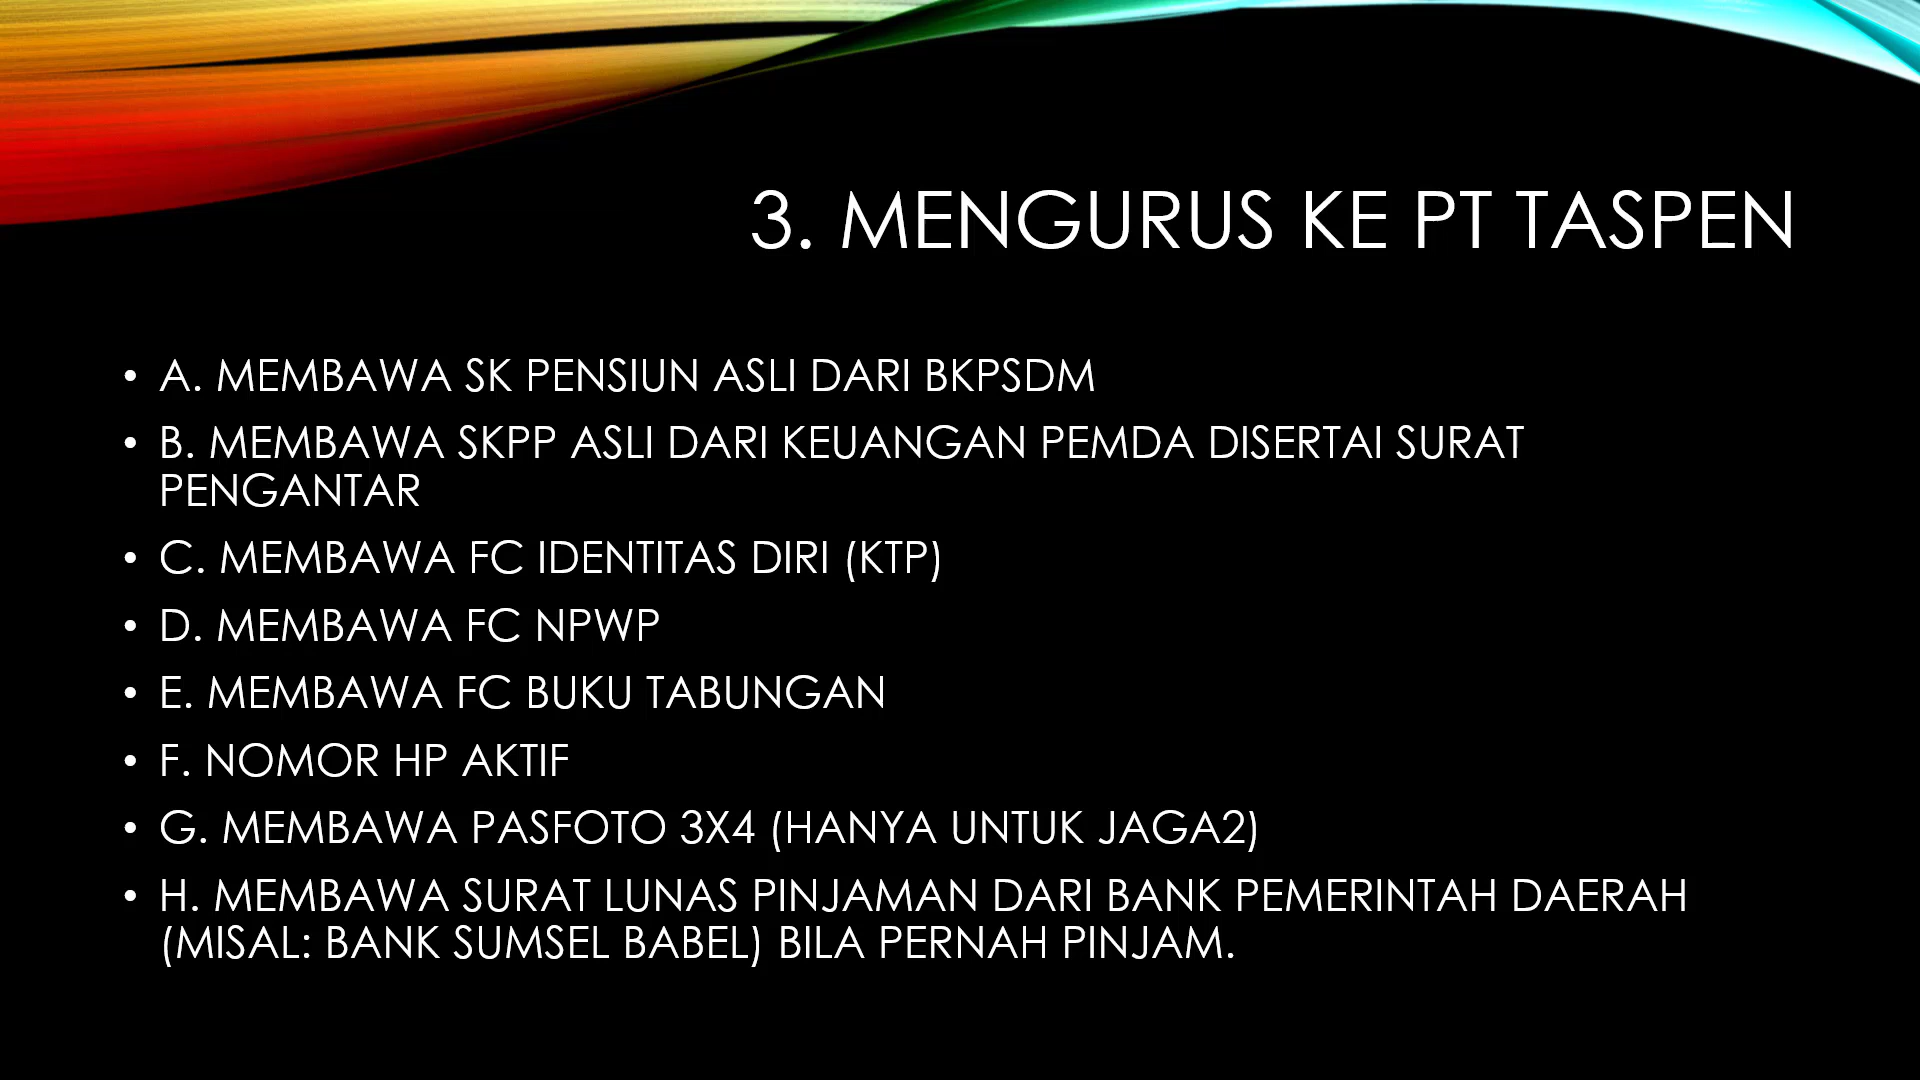 3. MENGURUS KE PT TASPEN
• A. MEMBAWA SK PENSIUN ASLI DARI BKPSDM
• B. MEMBAWA SKPP ASLI DARI KEUANGAN PEMDA DISERTAI SURAT
PENGANTAR
• C. MEMBAWA FC IDENTITAS DIRI (KTP)
• D. MEMBAWA FC NPWP
• E. MEMBAWA FC BUKU TABUNGAN
• F. NOMOR HP AKTIF
• G. MEMBAWA PASFOTO 3X4 (HANYA UNTUK JAGA2)
• H. MEMBAWA SURAT LUNAS PINJAMAN DARI BANK PEMERINTAH DAERAH
(MISAL: BANK SUMSEL BABEL) BILA PERNAH PINJAM.